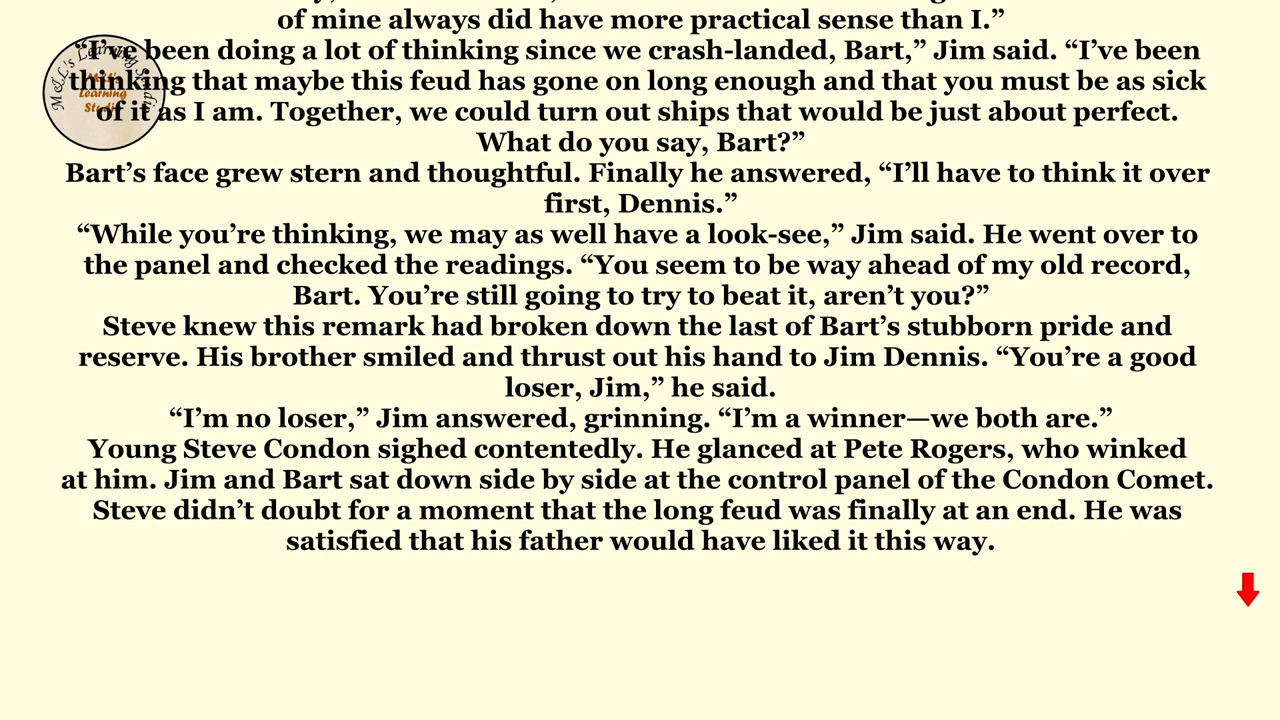 of mine always did have more practical sense than I.”
“I’ve been doing a lot of thinking since we crash-landed, Bart,” Jim said. “I’ve been
thinking that maybe this feud has gone on long enough and that you must be as sick
of it as I am. Together, we could turn out ships that would be just about perfect.
What do you say, Bart?”
Bart’s face grew stern and thoughtful. Finally he answered, “I’ll have to think it over
first, Dennis.”
“While you’re thinking, we may as well have a look-see,” Jim said. He went over to
the panel and checked the readings. “You seem to be way ahead of my old record,
Bart. You’re still going to try to beat it, aren’t you?”
Steve knew this remark had broken down the last of Bart’s stubborn pride and
reserve. His brother smiled and thrust out his hand to Jim Dennis. “You’re a good
loser, Jim,” he said.
“I’m no loser,” Jim answered, grinning. “I’m a winner—we both are.”
Young Steve Condon sighed contentedly. He glanced at Pete Rogers, who winked
at him. Jim and Bart sat down side by side at the control panel of the Condon Comet.
Steve didn’t doubt for a moment that the long feud was finally at an end. He was
satisfied that his father would have liked it this way.
Learning